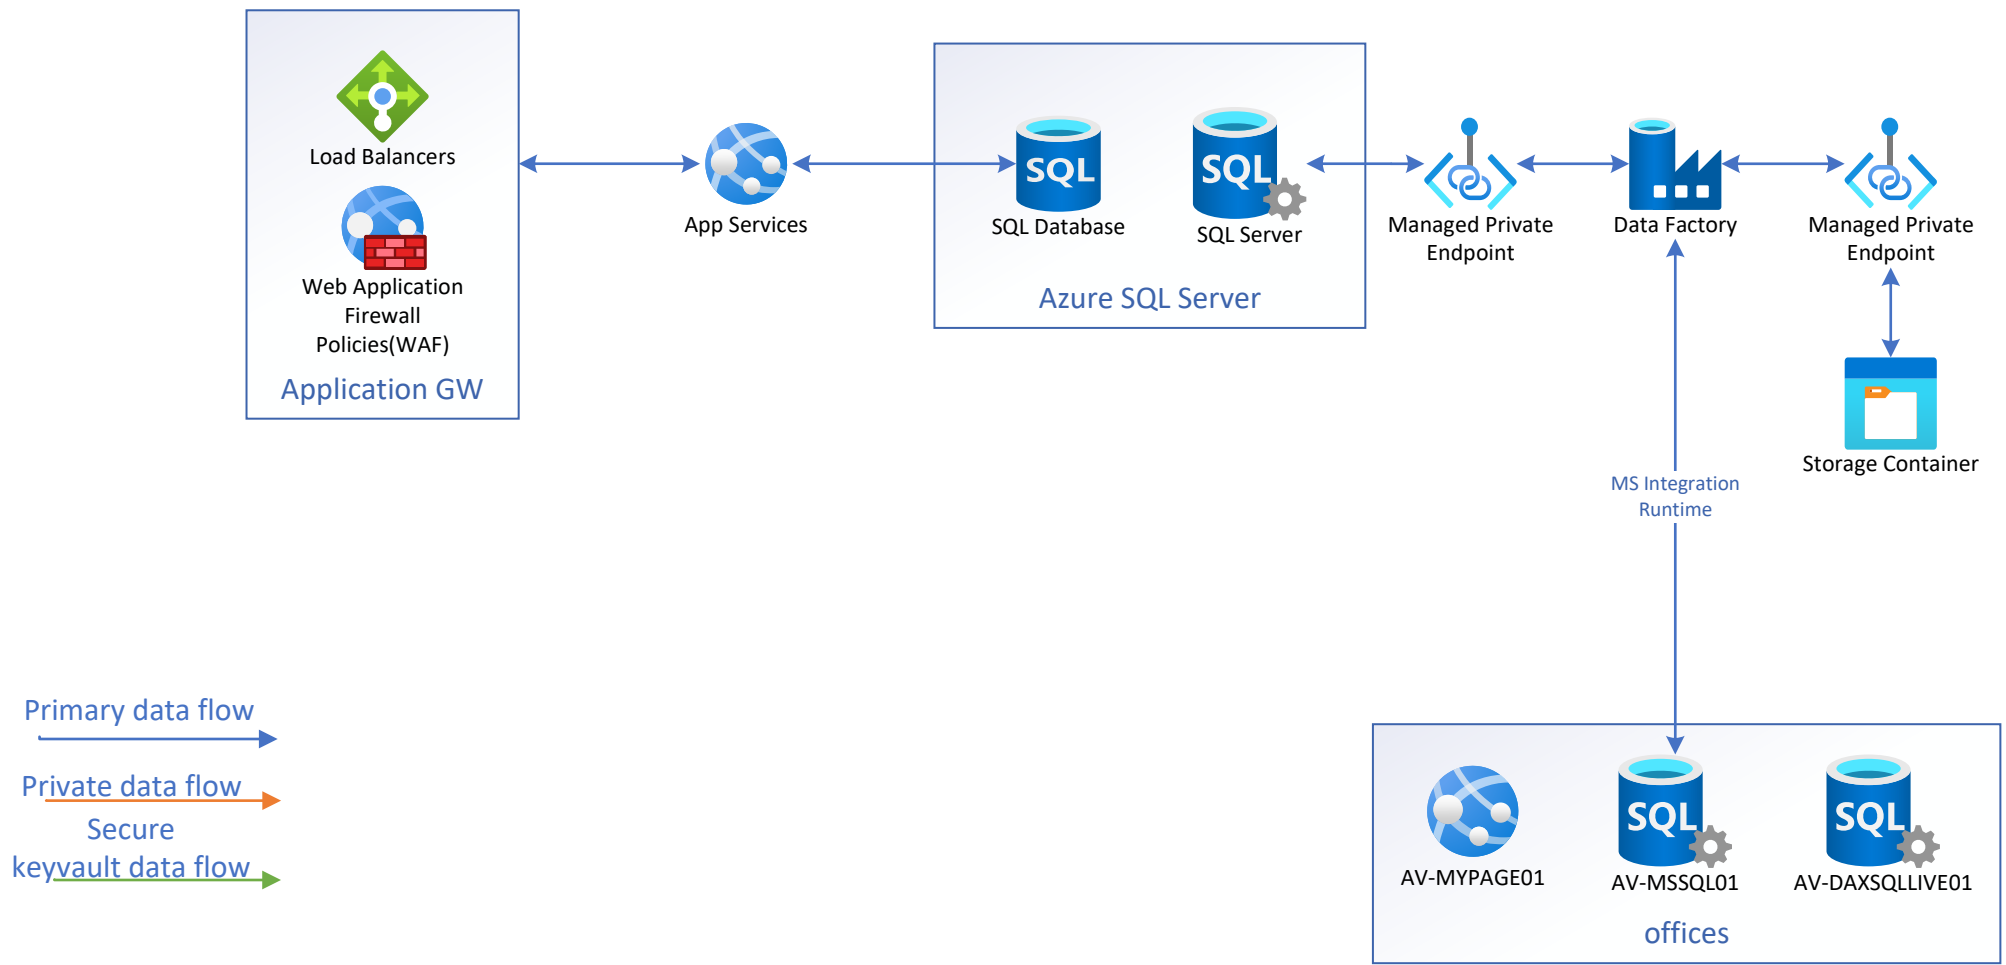 Load Balancers
Web Application
Firewall
Policies(WAF)
Application GW
App Services
SQL
SQL Database
SQL
SQL Server
Azure SQL Server
Managed Private
Endpoint
Data Factory
Managed Private
Endpoint
Storage Container
MS Integration
Runtime
Primary data flow
Private data flow
Secure
keyvault data flow
AV-MYPAGE01
SQL
AV-MSSQL01
SQL
AV-DAXSQLLIVE01
offices